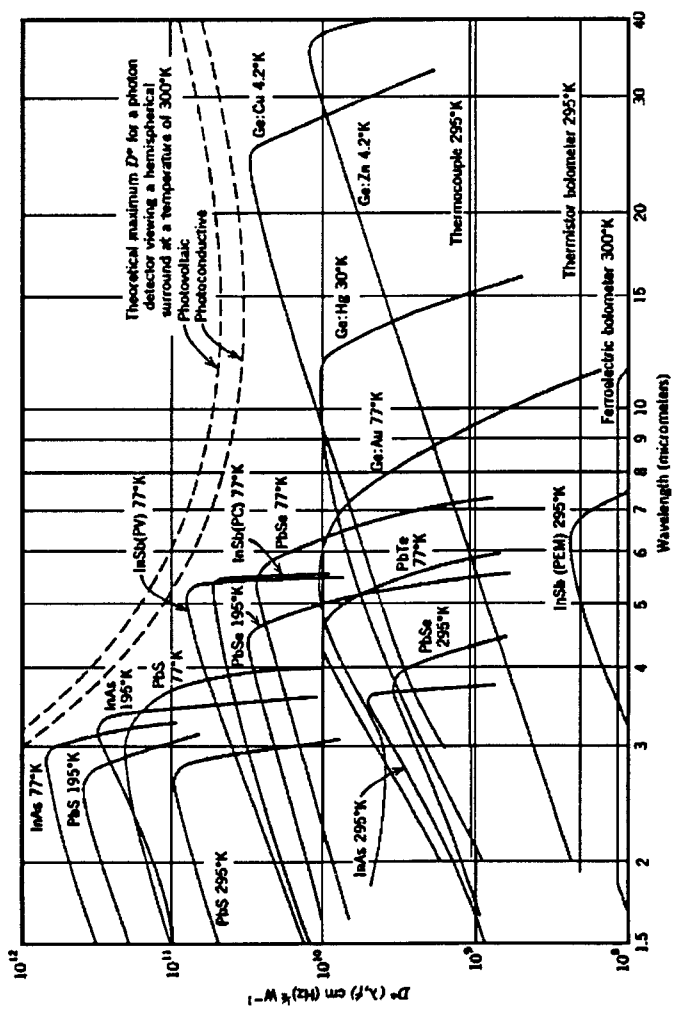 Theoretical maximum D* for a photon
detector viewing a hemispherical
surround at a temperature of 300°K
Photovoltaic
Photoconductive
InAs 77°K
PbS 195°K
InAs
195°K
PbS
77°K
InSb(PV) 77°K
InSb(PC) 77°K
PbSe 77°K
PbSe 195°K
PbS 295°K
InAs 295°K
PbSe
295°K
PbTe
77°K
Ge:Au 77°K
Ge:Hg 30°K
Ge:Cu 4.2°K
Ge:Zn 4.2°K
Thermocouple 295°K
Thermistor bolometer 295°K
Ferroelectric bolometer 300°K
InSb (PEM) 295°K
10¹²
10¹¹
10¹⁰
10⁹
10⁸
D* (λ,f) cm (Hz)½ W⁻¹
1.5
2
3
4
5
6
7
8
9
10
15
20
30
40
Wavelength (micrometers)